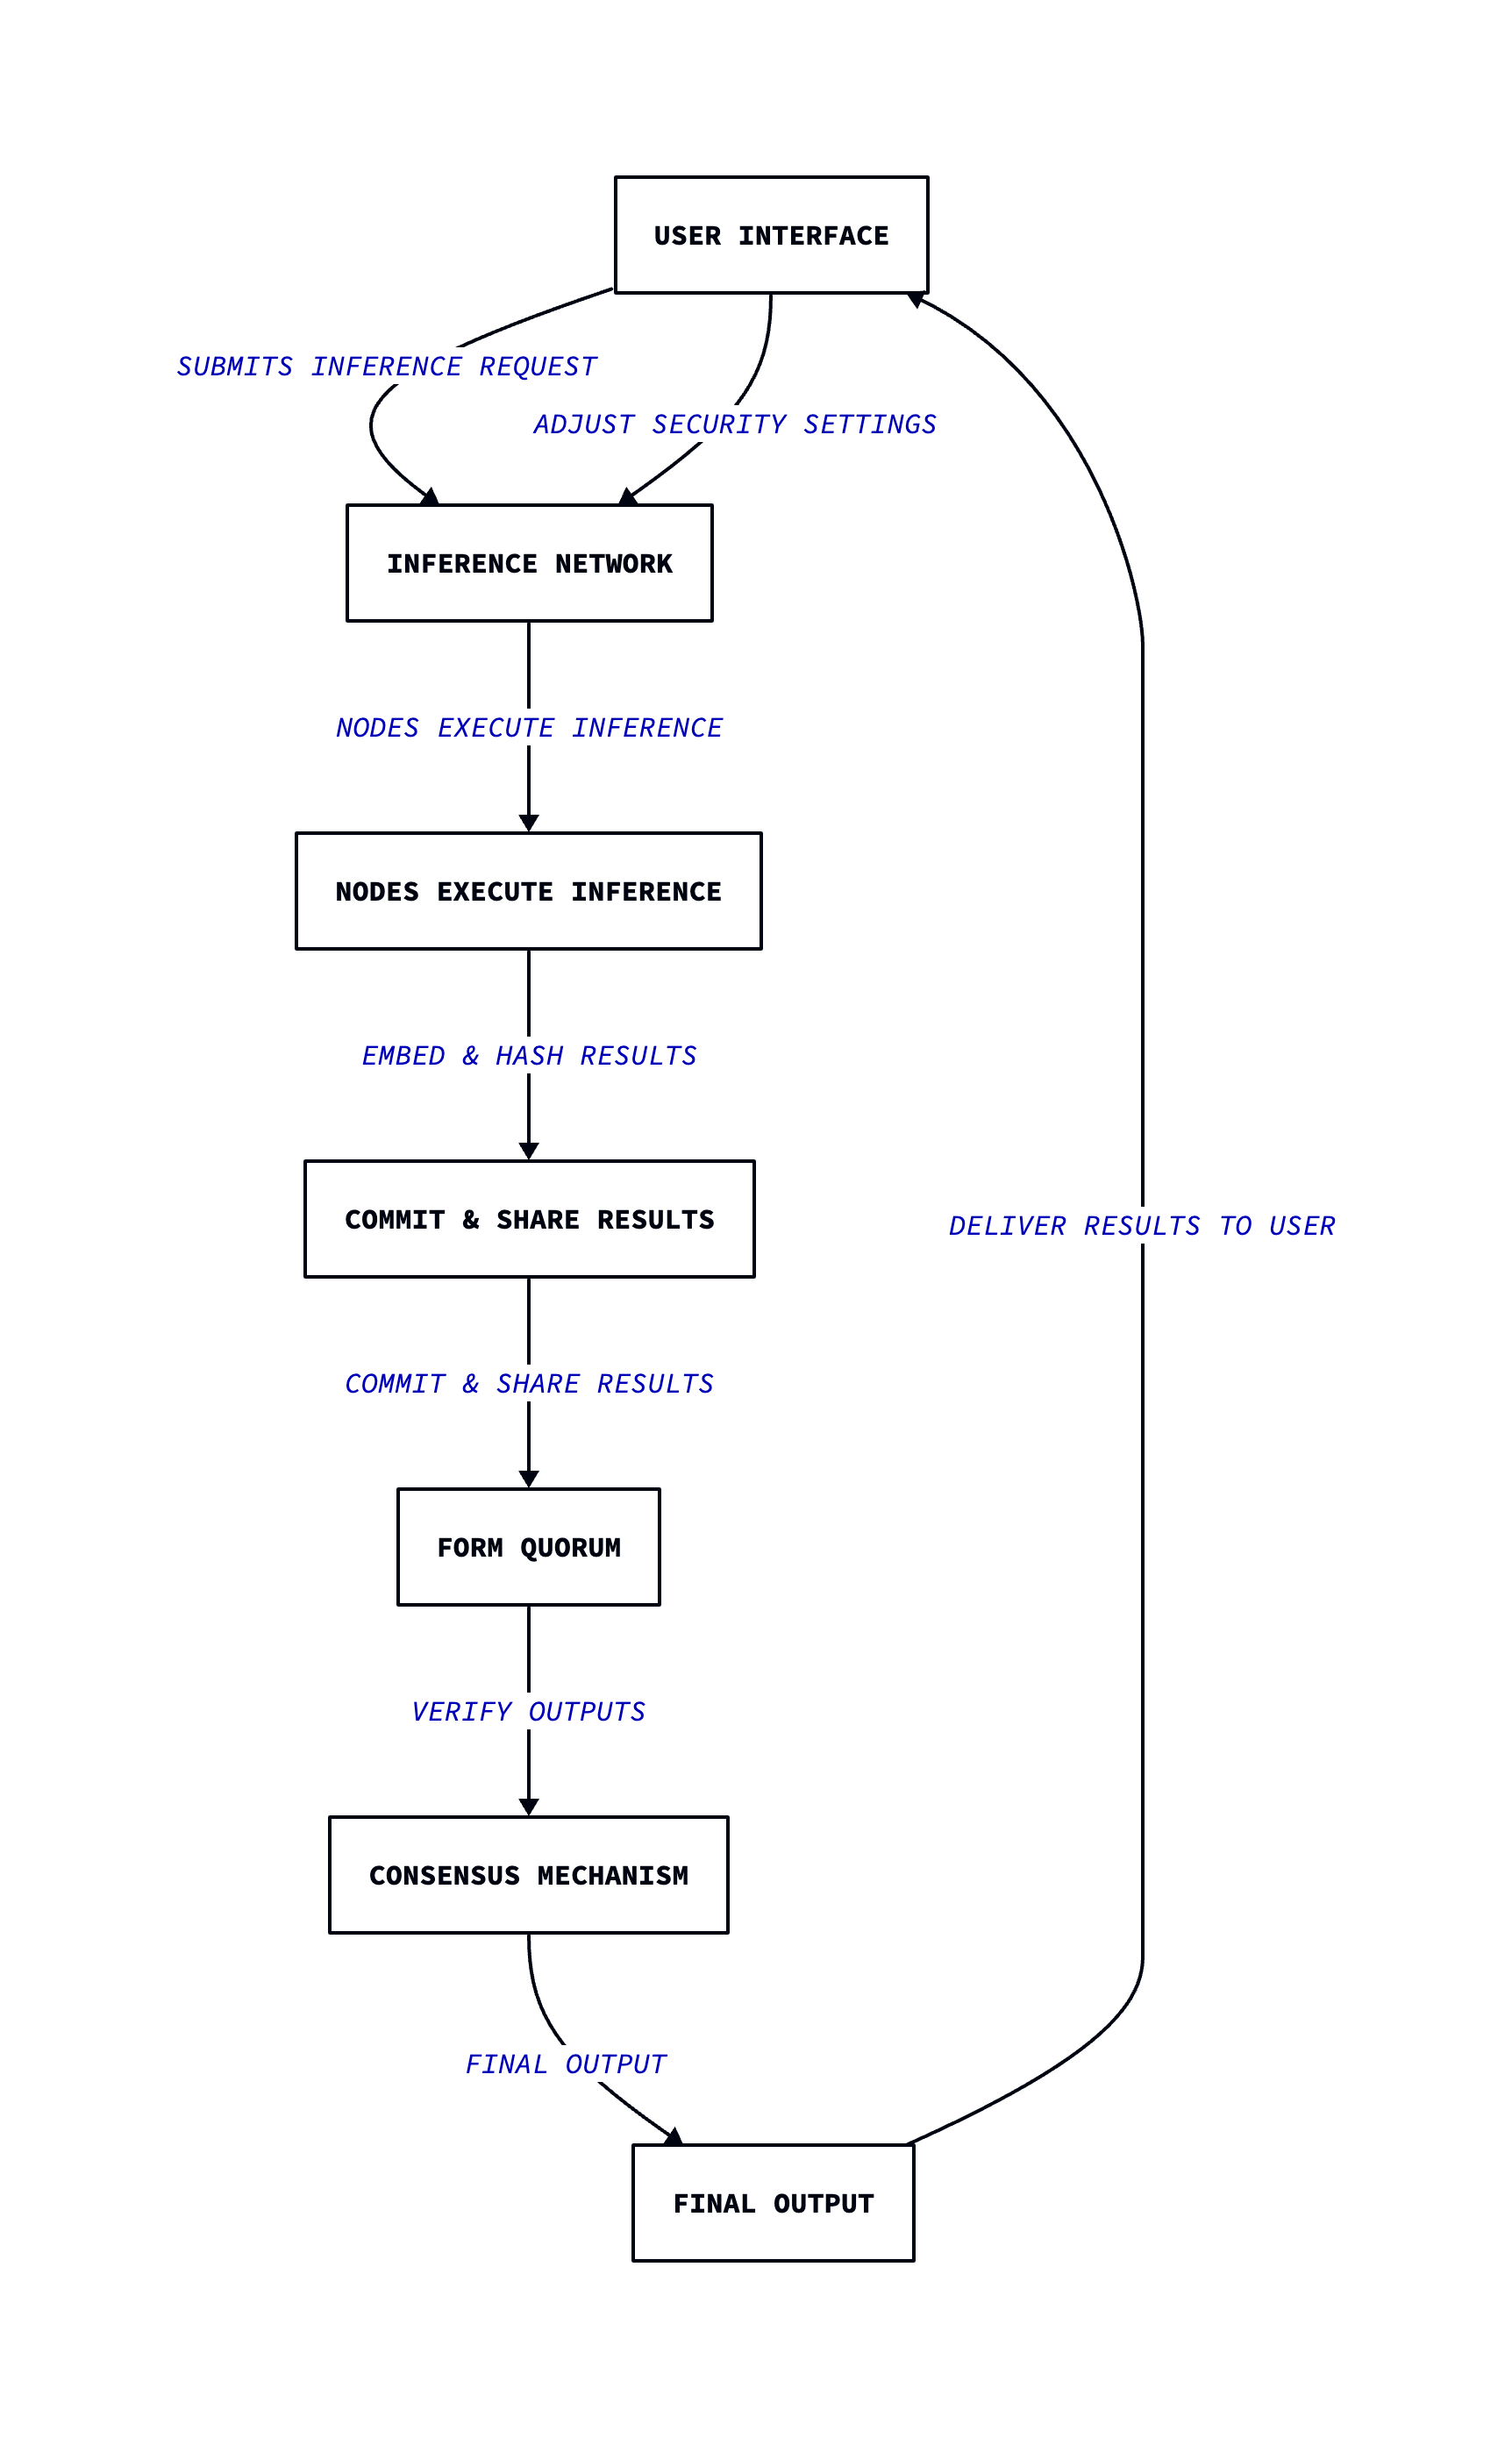 USER INTERFACE
SUBMITS INFERENCE REQUEST
ADJUST SECURITY SETTINGS
INFERENCE NETWORK
NODES EXECUTE INFERENCE
NODES EXECUTE INFERENCE
EMBED & HASH RESULTS
COMMIT & SHARE RESULTS
DELIVER RESULTS TO USER
COMMIT & SHARE RESULTS
FORM QUORUM
VERIFY OUTPUTS
CONSENSUS MECHANISM
FINAL OUTPUT
FINAL OUTPUT